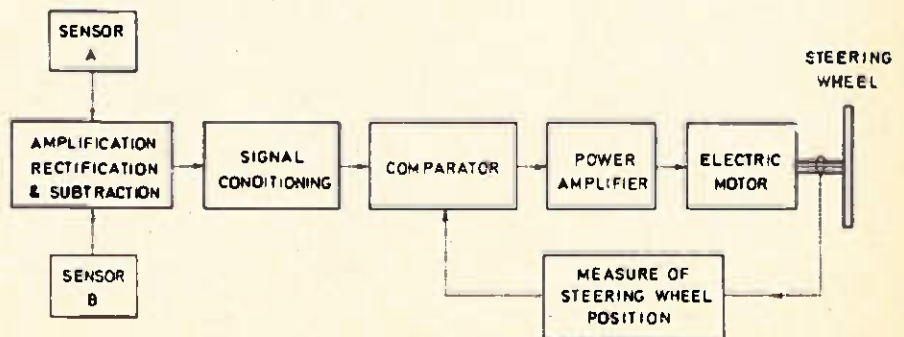 SENSOR
A
STEERING
WHEEL
AMPLIFICATION
RECTIFICATION
& SUBTRACTION
SIGNAL
CONDITIONING
COMPARATOR
POWER
AMPLIFIER
ELECTRIC
MOTOR
SENSOR
B
MEASURE OF
STEERING WHEEL
POSITION